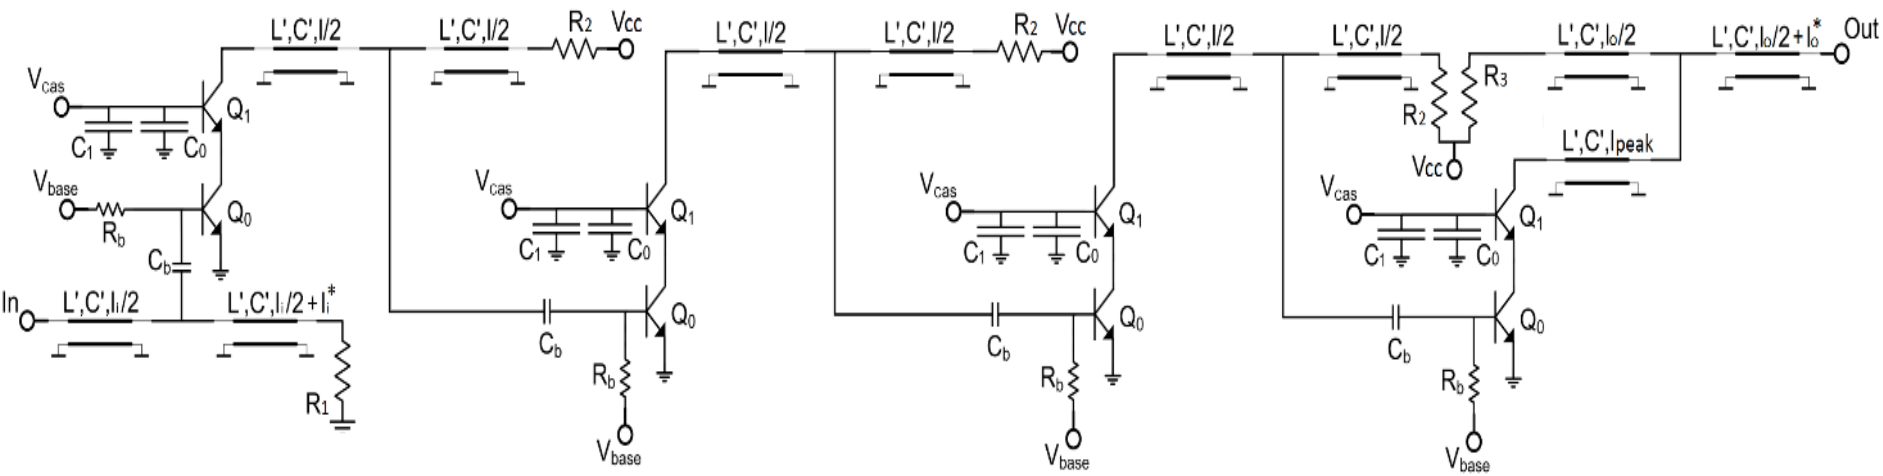 L',C',l/2
L',C',l/2
R2
Vcc
Vcas
Q1
C1
C0
Vbase
Rb
Q0
Cb
In
L',C',li/2
L',C',li/2+li*
R1
L',C',l/2
L',C',l/2
R2
Vcc
Vcas
Q1
C1
C0
Cb
Q0
Rb
Vbase
L',C',l/2
L',C',l/2
R2
R3
Vcc
Vcas
Q1
C1
C0
Cb
Q0
Rb
Vbase
L',C',lo/2
L',C',lo/2+lo*
Out
L',C',lpeak
Vcas
Q1
C1
C0
Cb
Q0
Rb
Vbase